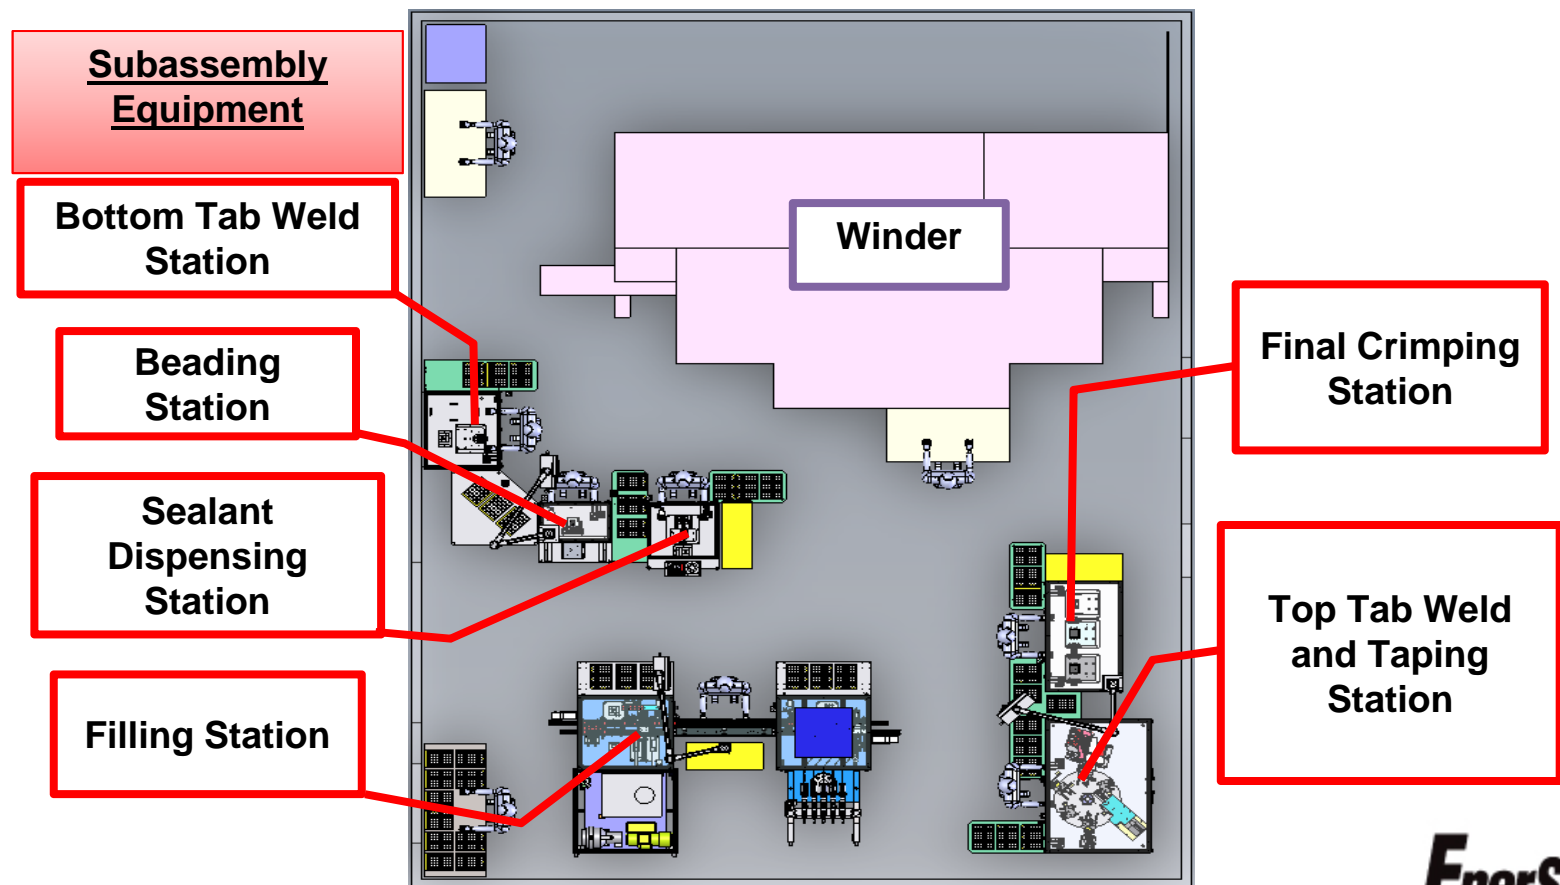 Subassembly
Equipment
Bottom Tab Weld
Station
Beading
Station
Sealant
Dispensing
Station
Filling Station
Winder
Final Crimping
Station
Top Tab Weld
and Taping
Station